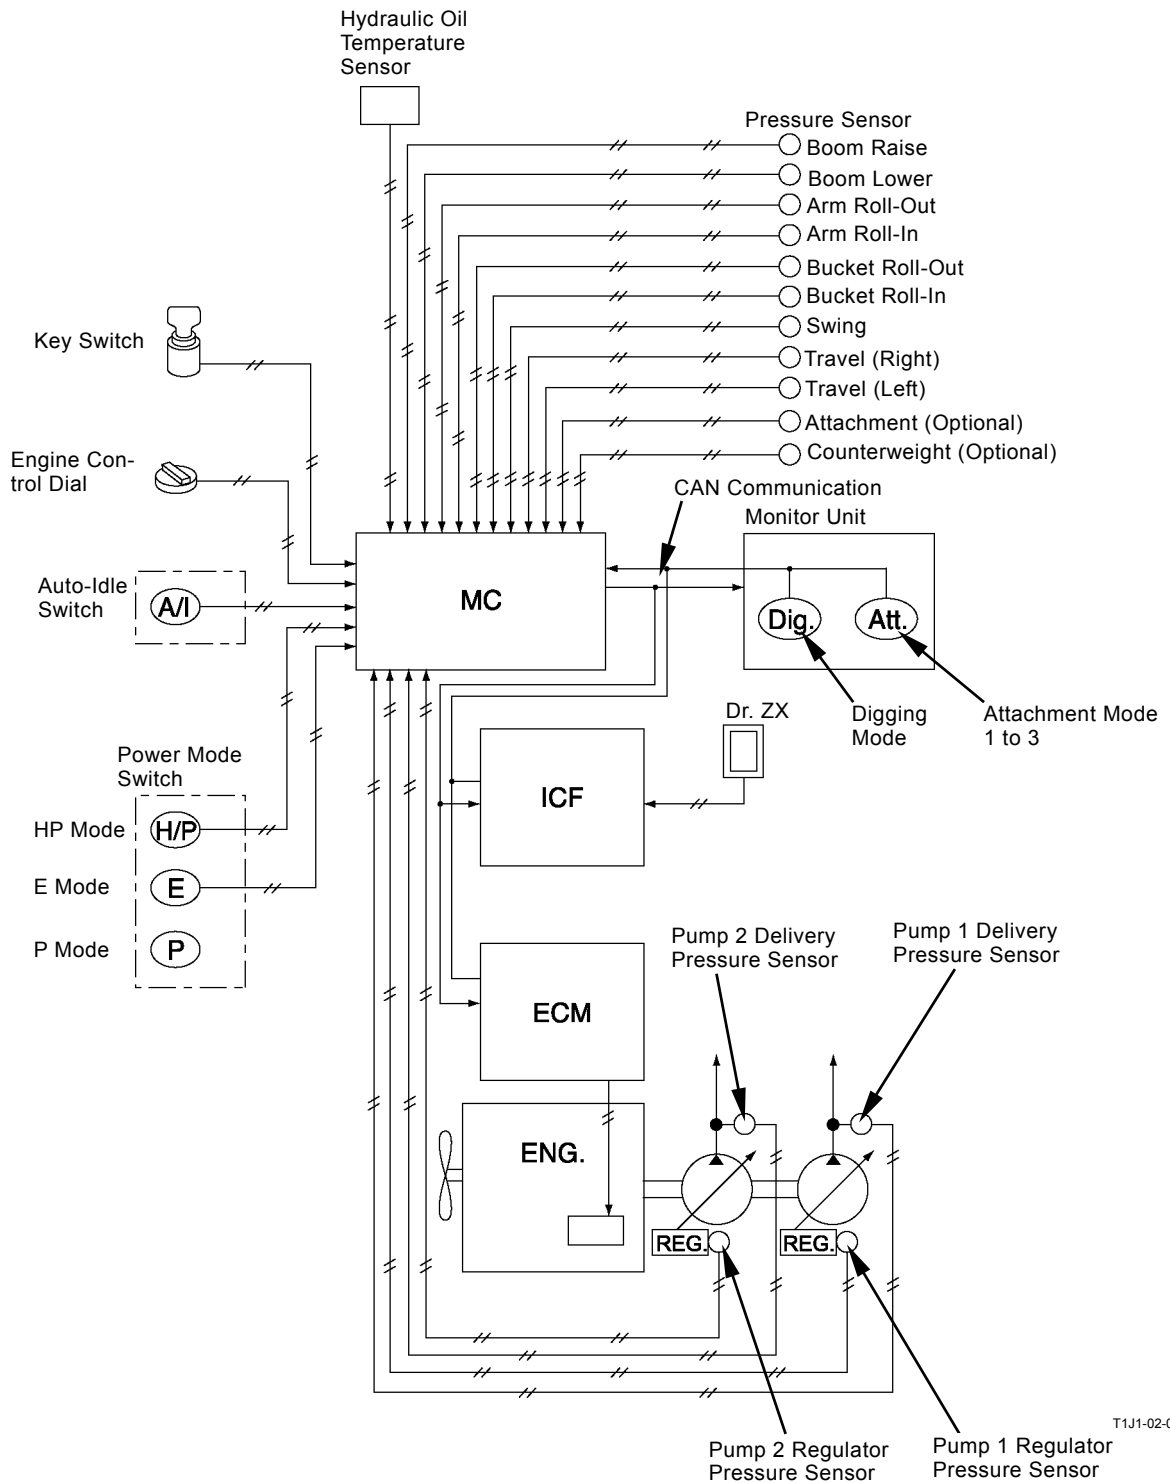 Hydraulic Oil
Temperature
Sensor
Pressure Sensor
Boom Raise
Boom Lower
Arm Roll-Out
Arm Roll-In
Bucket Roll-Out
Bucket Roll-In
Swing
Travel (Right)
Travel (Left)
Attachment (Optional)
Counterweight (Optional)
Key Switch
Engine Con-
trol Dial
CAN Communication
Monitor Unit
Auto-Idle
Switch
A/I
MC
Dig.
Att.
Digging
Mode
Attachment Mode
1 to 3
Dr. ZX
Power Mode
Switch
HP Mode
H/P
E Mode
E
P Mode
P
ICF
Pump 2 Delivery
Pressure Sensor
Pump 1 Delivery
Pressure Sensor
ECM
ENG.
REG.
REG.
Pump 2 Regulator
Pressure Sensor
Pump 1 Regulator
Pressure Sensor